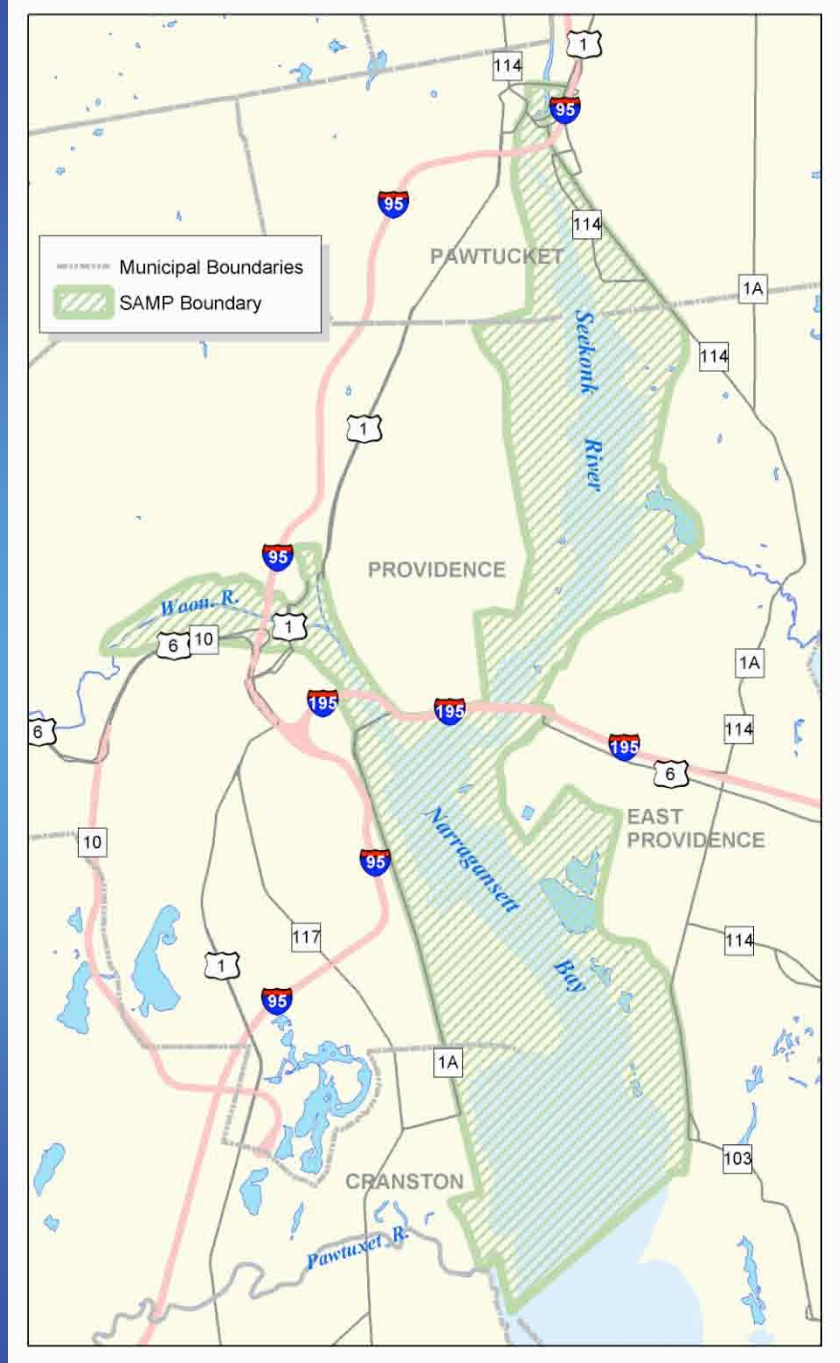 1
114
95
95
114
PAWTUCKET
Municipal Boundaries
SAMP Boundary
1A
Seekonk
River
114
1
95
PROVIDENCE
Woon. R.
1
6
10
1A
195
195
114
6
195
6
EAST
PROVIDENCE
Narragansett
Bay
10
95
117
114
1
95
1A
103
CRANSTON
Pawtuxet R.